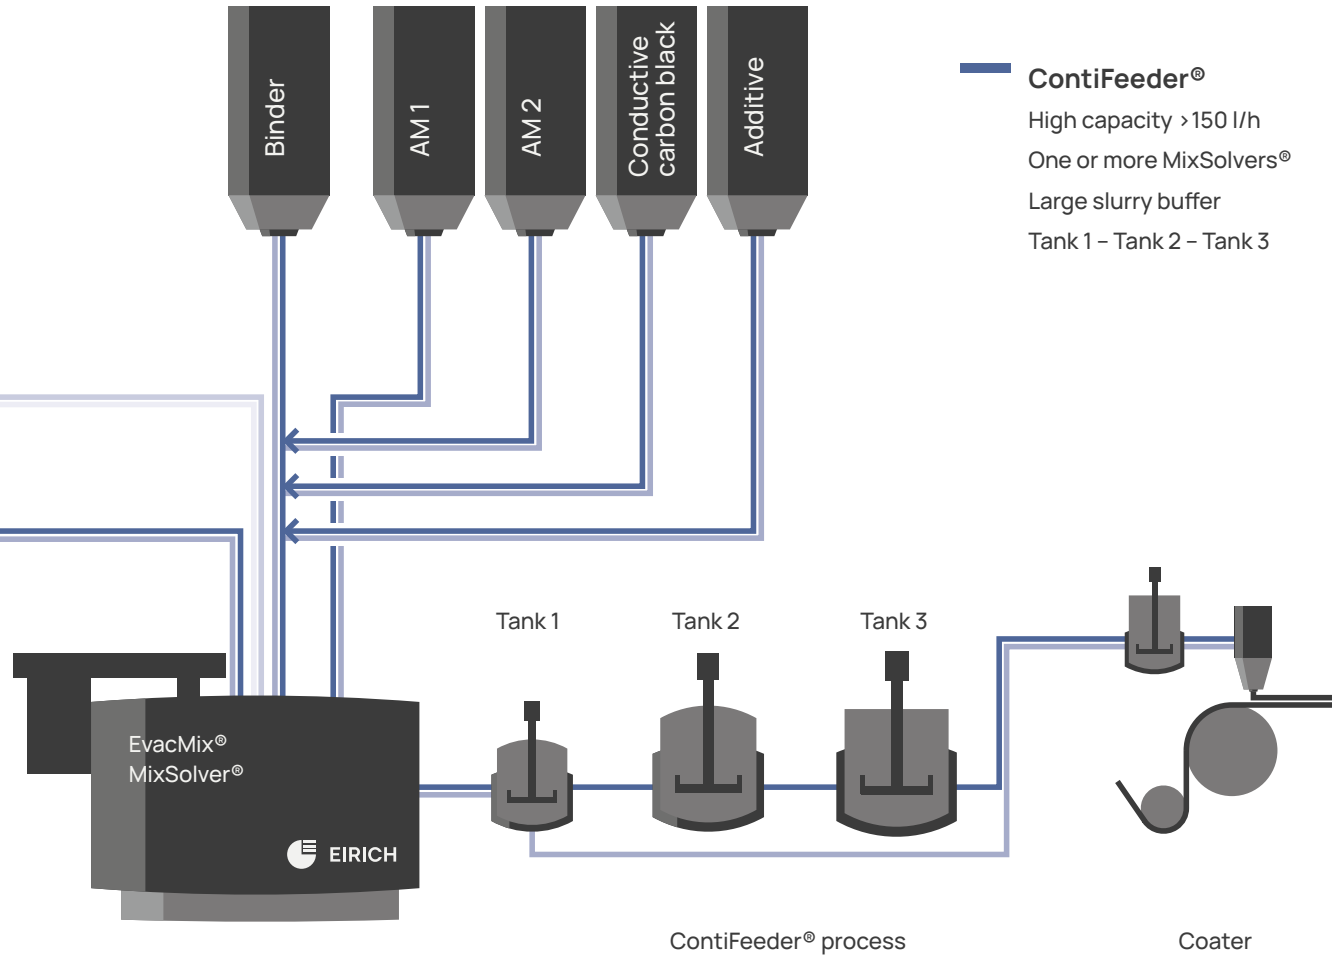 Binder
AM 1
AM 2
Conductive
carbon black
Additive
ContiFeeder®
High capacity >150 l/h
One or more MixSolvers®
Large slurry buffer
Tank 1 – Tank 2 – Tank 3
Tank 1
Tank 2
Tank 3
EvacMix®
MixSolver®
EIRICH
ContiFeeder® process
Coater